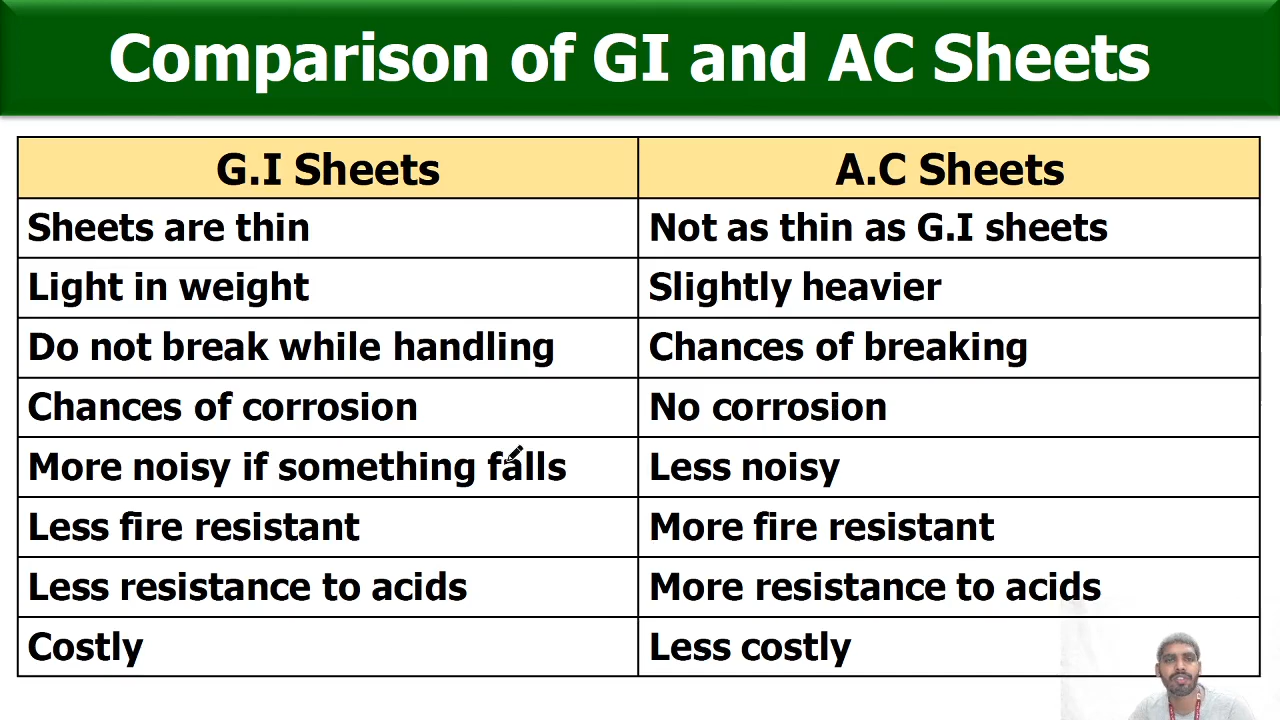 Comparison of GI and AC Sheets
G.I Sheets
A.C Sheets
Sheets are thin
Not as thin as G.I sheets
Light in weight
Slightly heavier
Do not break while handling
Chances of breaking
Chances of corrosion
No corrosion
More noisy if something falls
Less noisy
Less fire resistant
More fire resistant
Less resistance to acids
More resistance to acids
Costly
Less costly